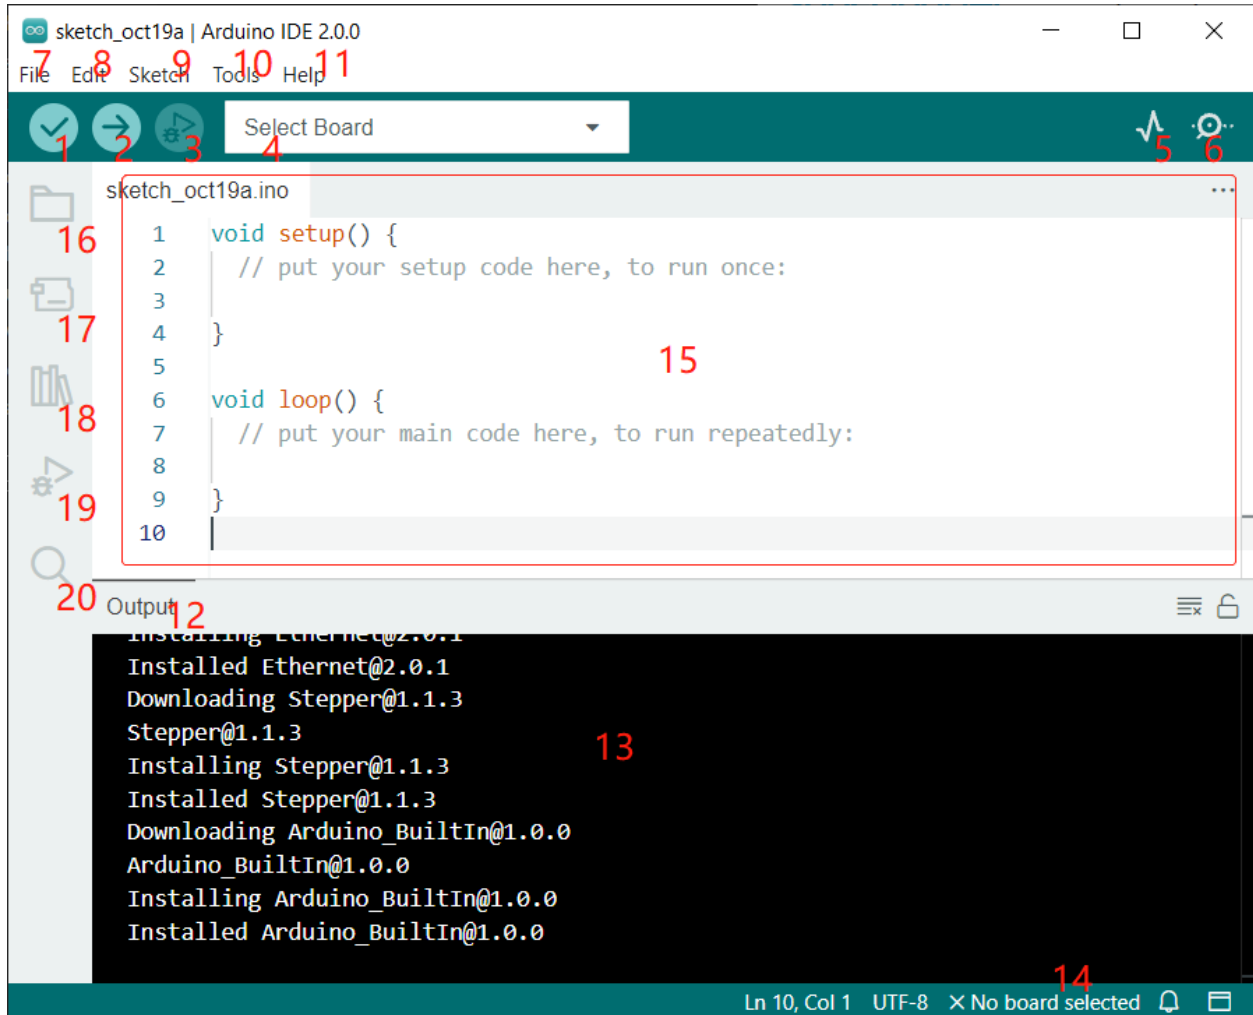 sketch_oct19a | Arduino IDE 2.0.0
File Edit Sketch Tools Help
7 8 9 10 11
Select Board
1 2 3 4 5 6
sketch_oct19a.ino
1 void setup() {
2 // put your setup code here, to run once:
3
4 }
5
6 void loop() {
7 // put your main code here, to run repeatedly:
8
9 }
10
15
16
17
18
19
20
Output
12
Installing Ethernet@2.0.1
Installed Ethernet@2.0.1
Downloading Stepper@1.1.3
Stepper@1.1.3
Installing Stepper@1.1.3
Installed Stepper@1.1.3
Downloading Arduino_BuiltIn@1.0.0
Arduino_BuiltIn@1.0.0
Installing Arduino_BuiltIn@1.0.0
Installed Arduino_BuiltIn@1.0.0
13
14
Ln 10, Col 1 UTF-8 × No board selected